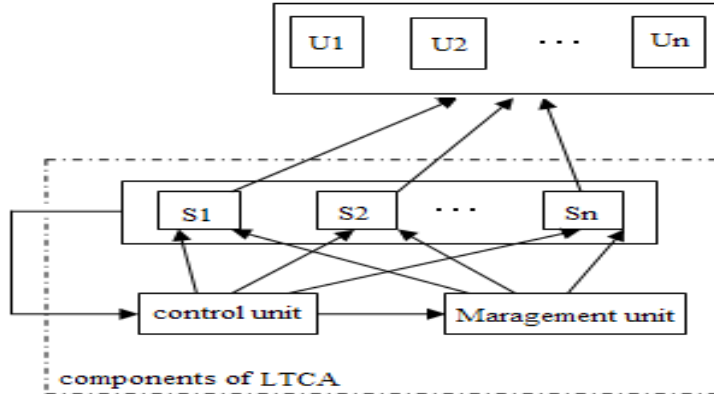 U1 U2 ... Un
S1 S2 ... Sn
control unit Maragement unit
components of LTCA